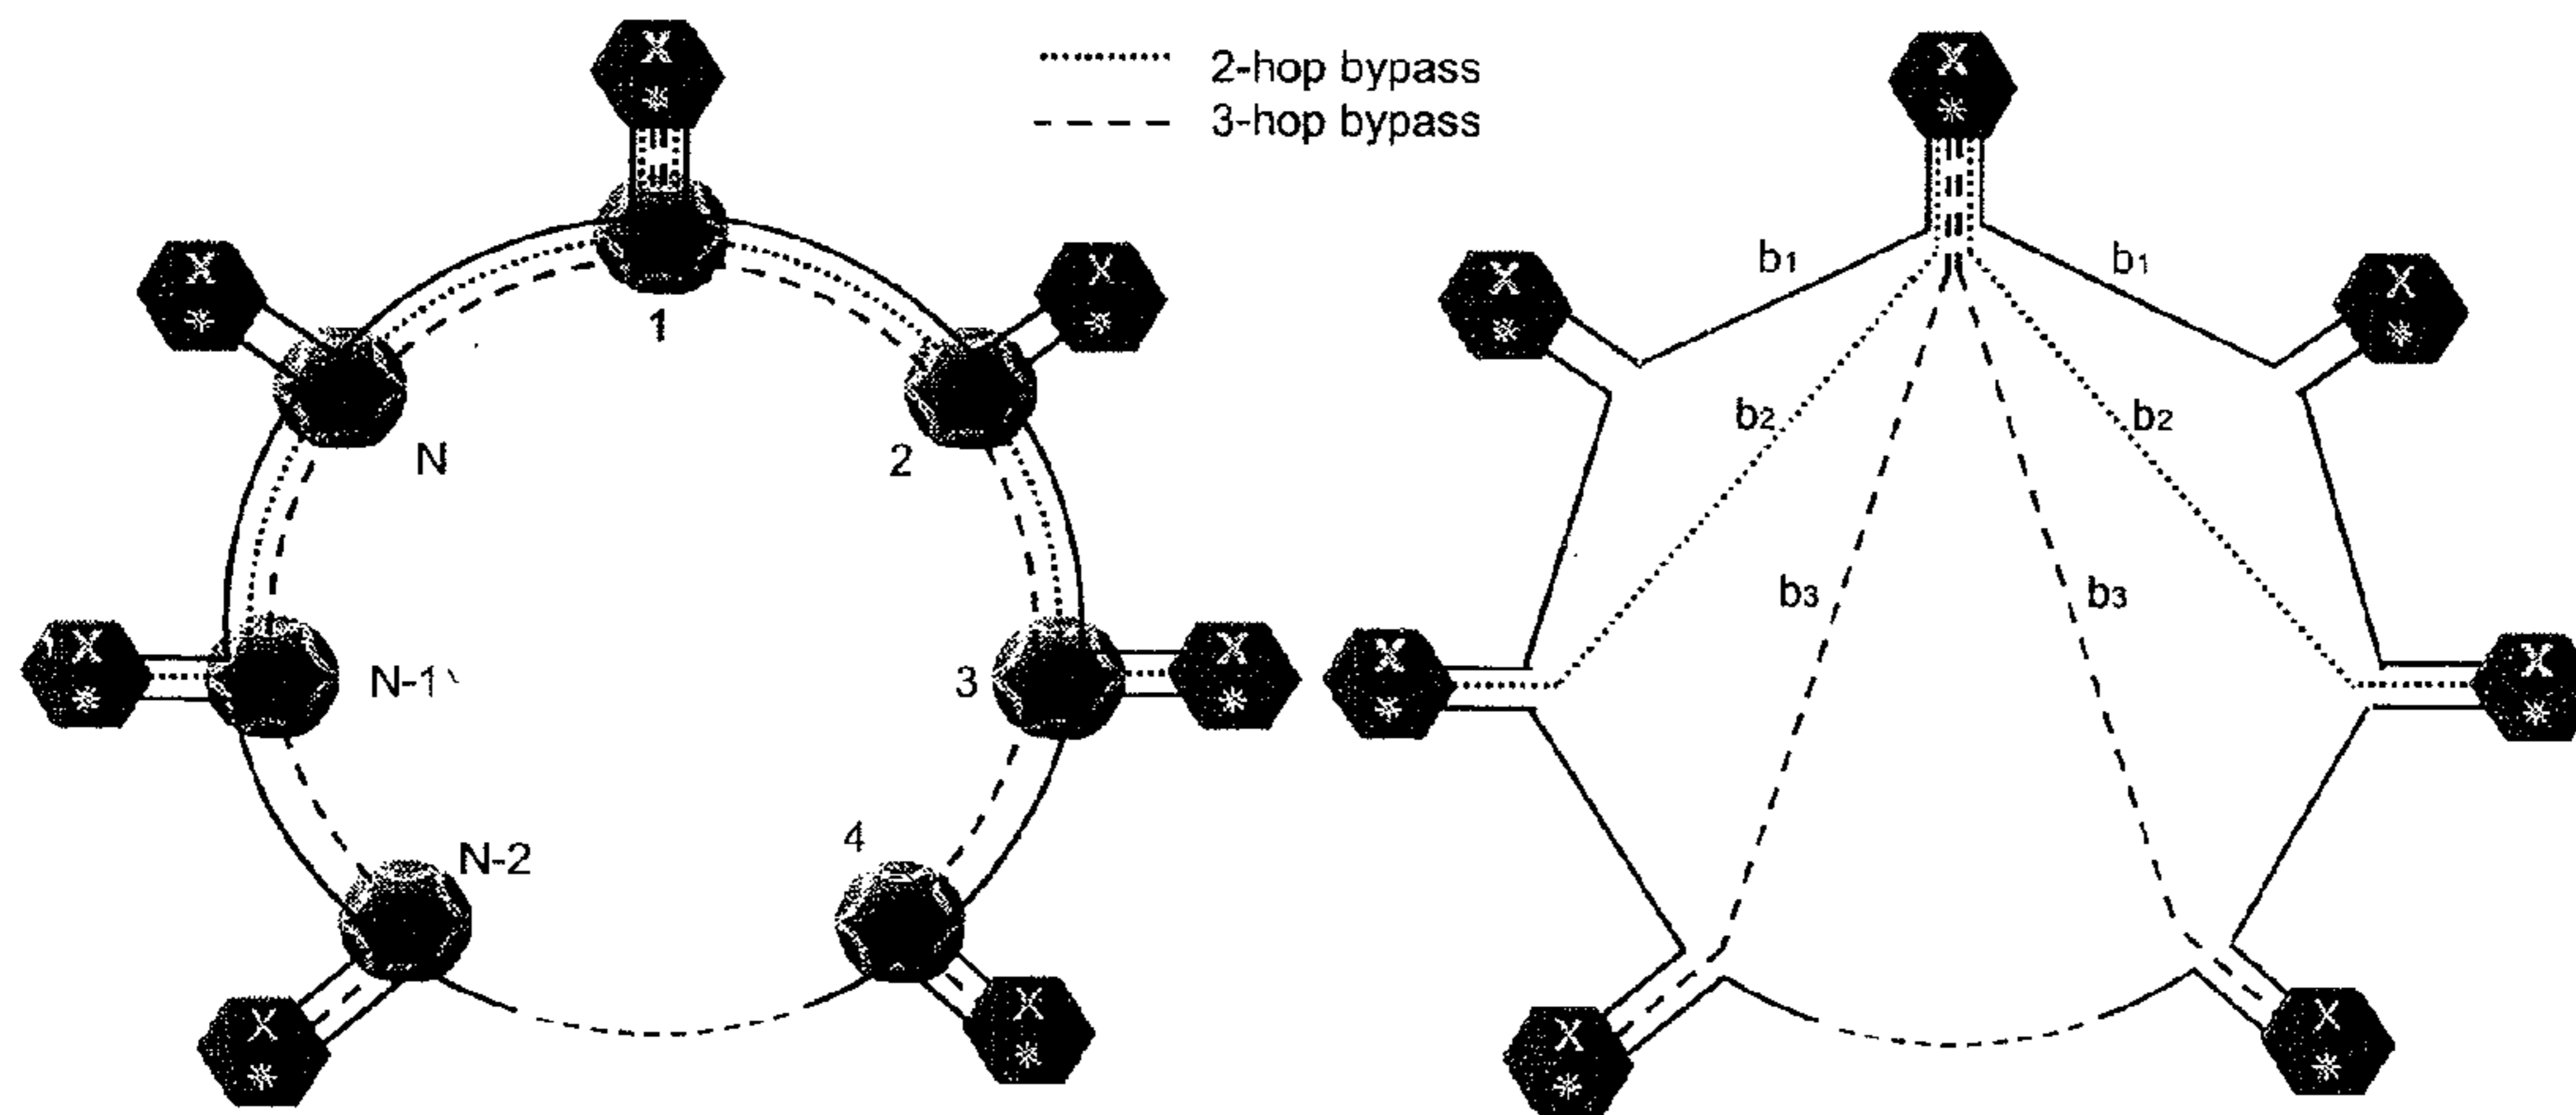 X
*
2-hop bypass
3-hop bypass
X
*
X
*
1
X
*
b1
b1
X
*
X
*
X
*
N
2
b2
b2
X
*
N-1
3
X
*
b3
b3
X
*
X
*
N-2
4
X
*
X
*
X
*
X
*